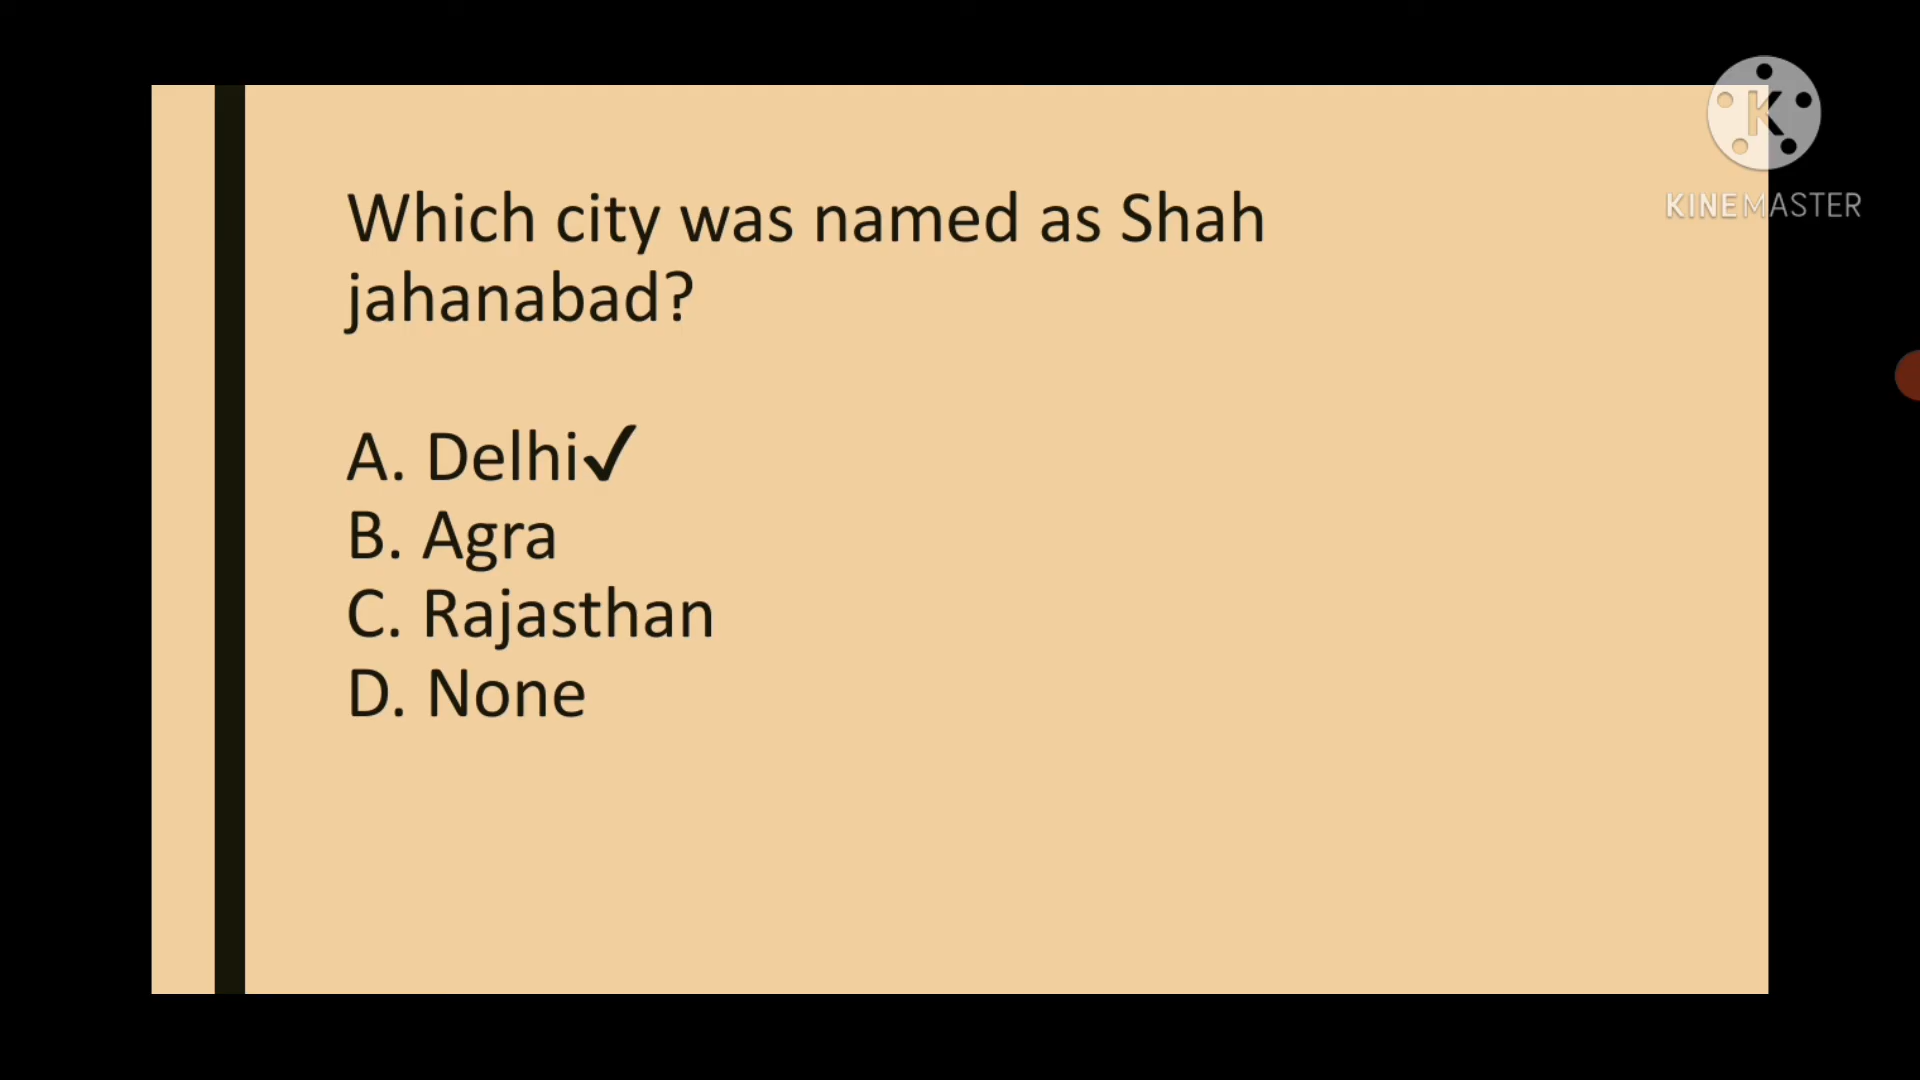 Which city was named as Shah
jahanabad?
A. Delhi✓
B. Agra
C. Rajasthan
D. None
K
KINEMASTER